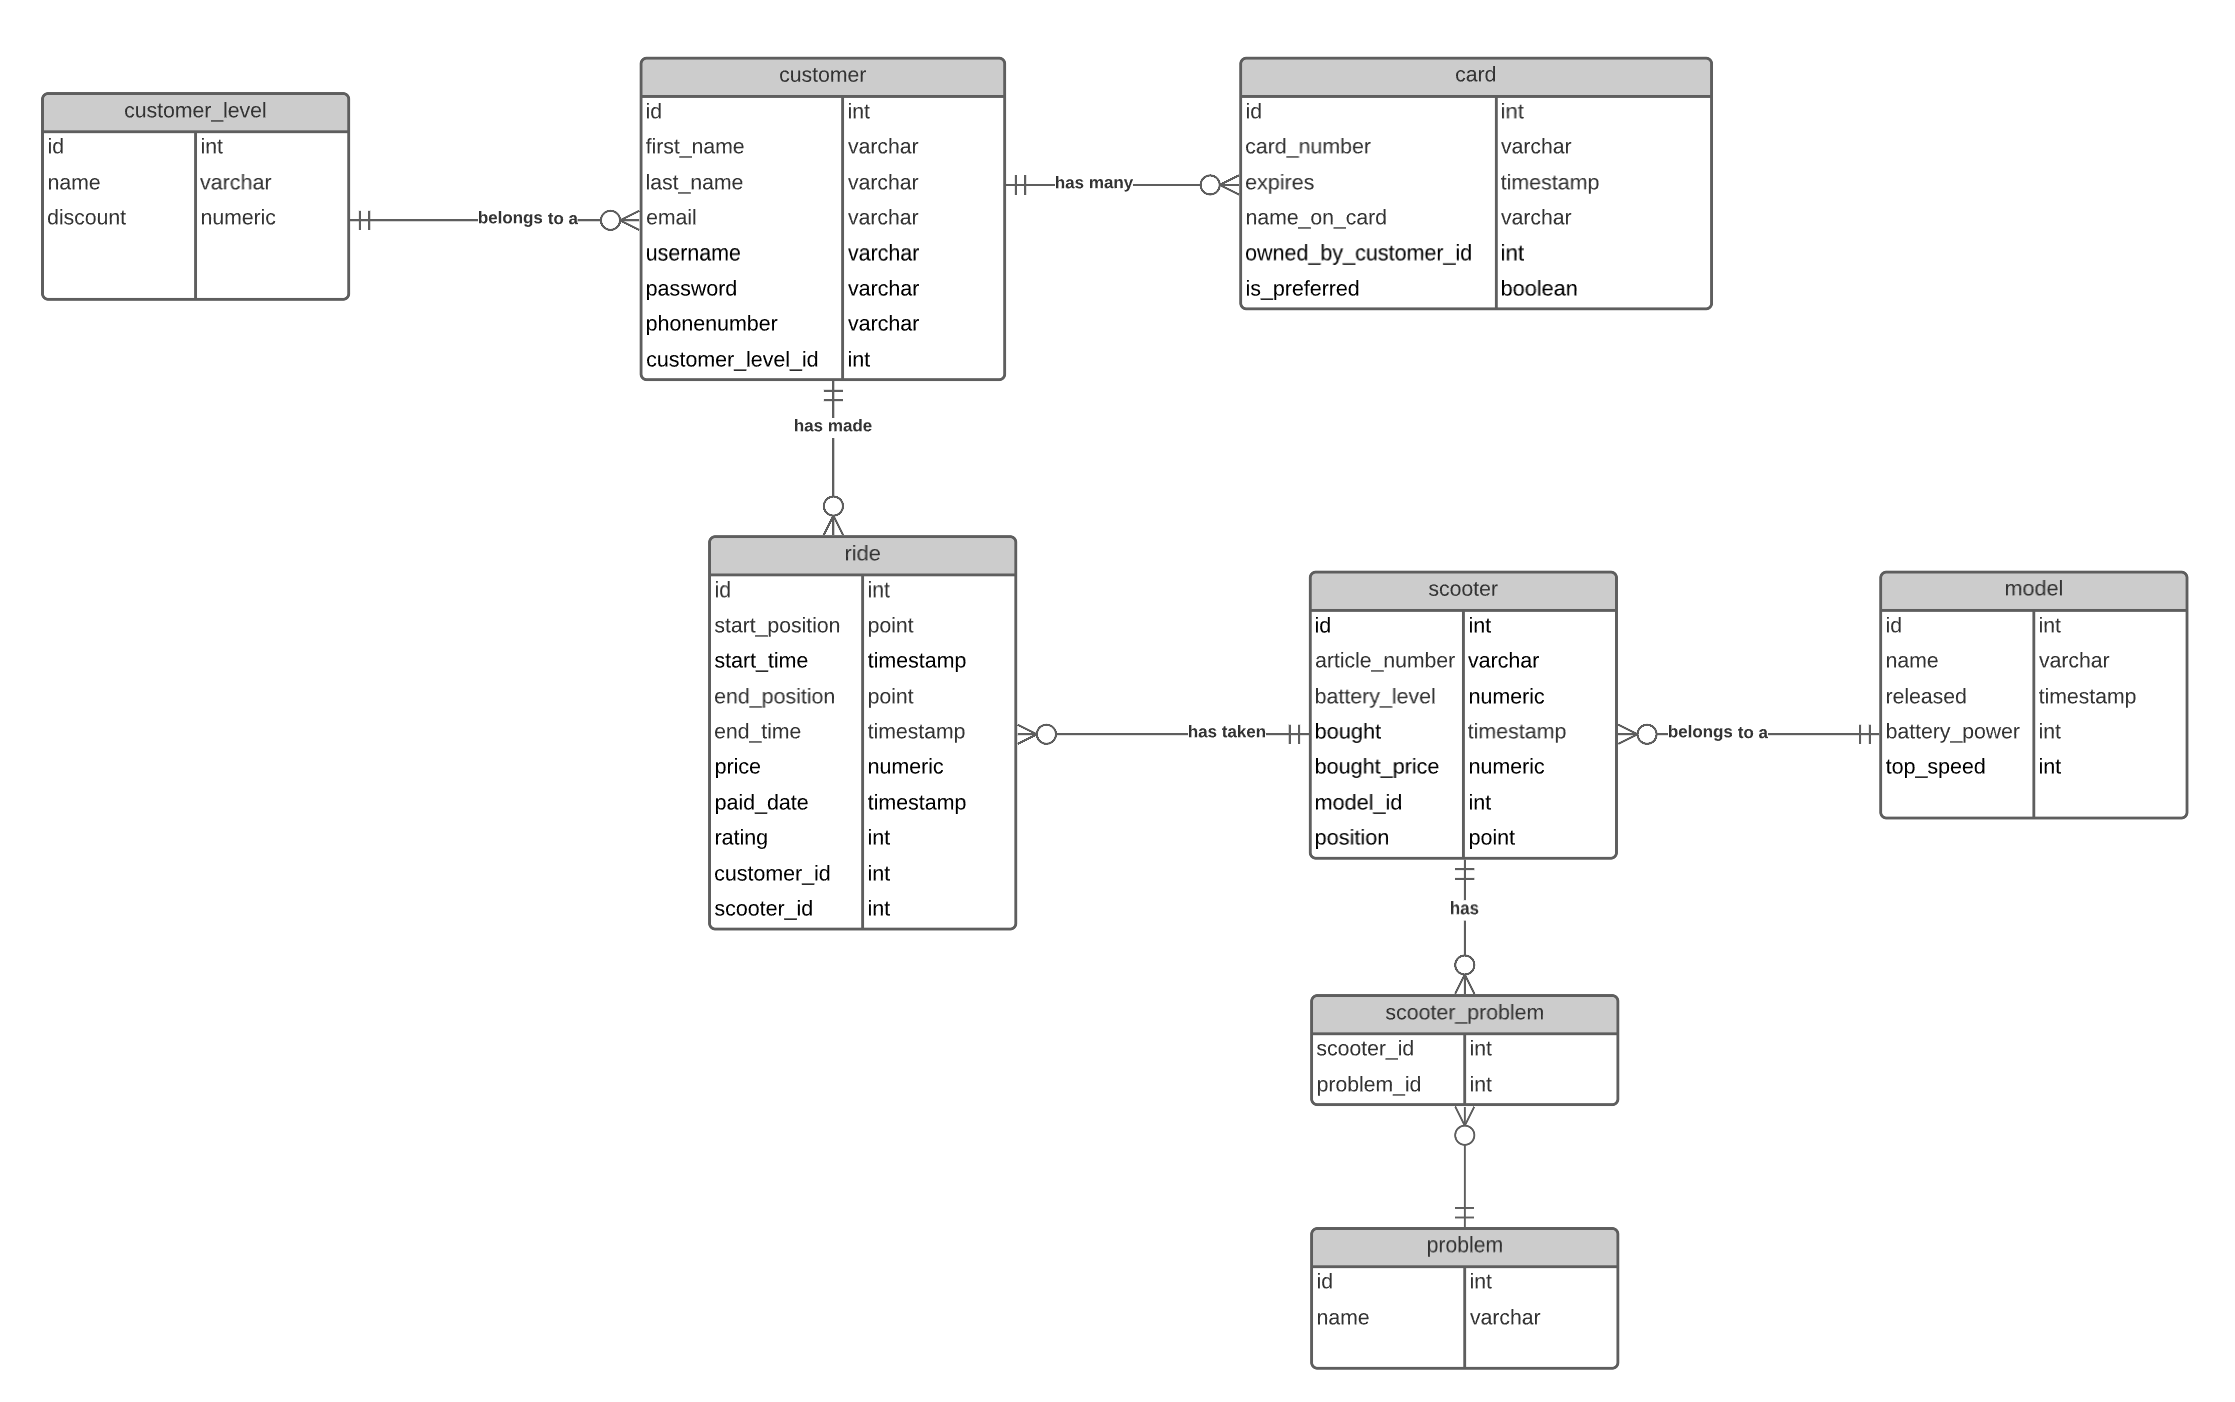 customer_level
id int
name varchar
discount numeric
belongs to a
customer
id int
first_name varchar
last_name varchar
email varchar
username varchar
password varchar
phonenumber varchar
customer_level_id int
has many
card
id int
card_number varchar
expires timestamp
name_on_card varchar
owned_by_customer_id int
is_preferred boolean
has made
ride
id int
start_position point
start_time timestamp
end_position point
end_time timestamp
price numeric
paid_date timestamp
rating int
customer_id int
scooter_id int
has taken
scooter
id int
article_number varchar
battery_level numeric
bought timestamp
bought_price numeric
model_id int
position point
belongs to a
model
id int
name varchar
released timestamp
battery_power int
top_speed int
has
scooter_problem
scooter_id int
problem_id int
problem
id int
name varchar